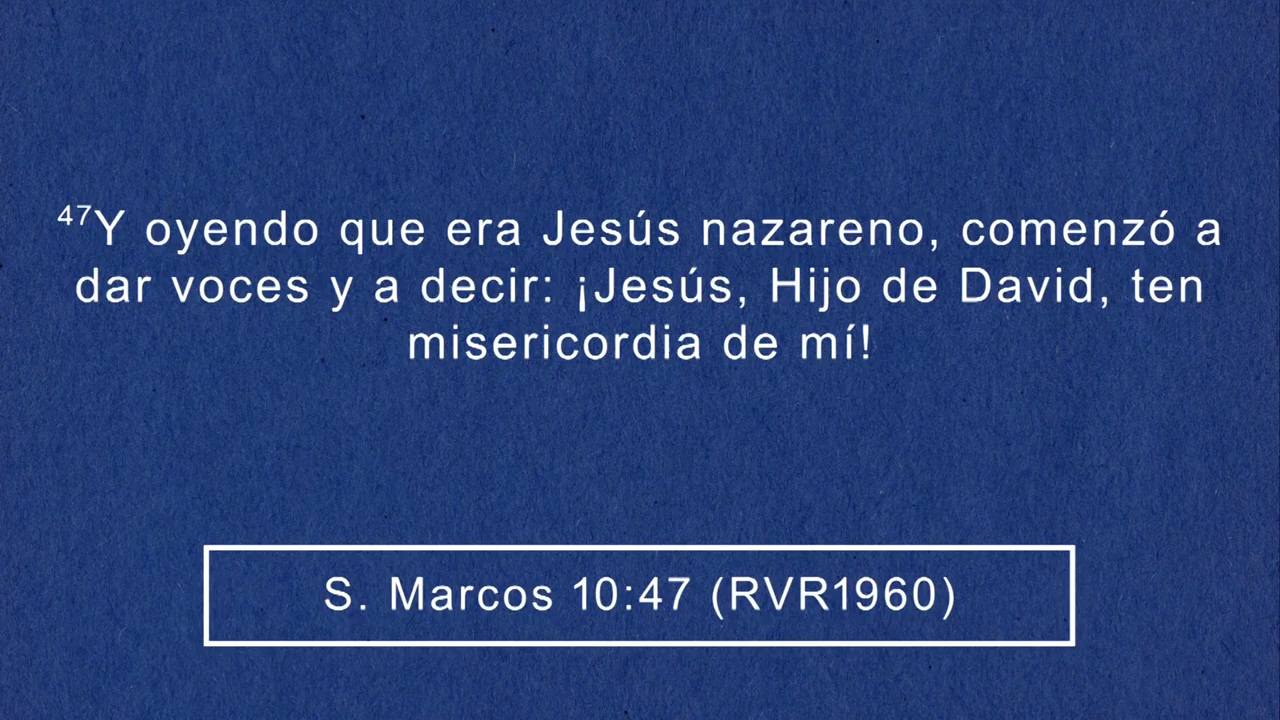 ⁴⁷Y oyendo que era Jesús nazareno, comenzó a
dar voces y a decir: ¡Jesús, Hijo de David, ten
misericordia de mí!
S. Marcos 10:47 (RVR1960)